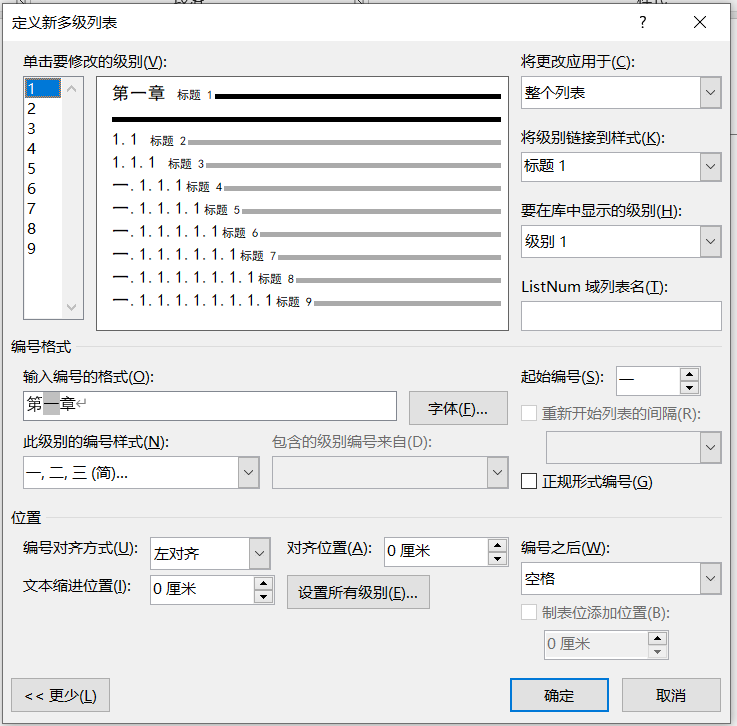 定义新多级列表 ?
单击要修改的级别(V):
1
2
3
4
5
6
7
8
9
第一章 标题 1
1.1 标题 2
1.1.1 标题 3
一.1.1.1 标题 4
一.1.1.1.1 标题 5
一.1.1.1.1.1 标题 6
一.1.1.1.1.1.1 标题 7
一.1.1.1.1.1.1.1 标题 8
一.1.1.1.1.1.1.1.1 标题 9
将更改应用于(C):
整个列表
将级别链接到样式(K):
标题 1
要在库中显示的级别(H):
级别 1
ListNum 域列表名(T):
编号格式
输入编号的格式(O):
第一章↵
字体(F)...
起始编号(S): 一
重新开始列表的间隔(R):
此级别的编号样式(N):
一, 二, 三 (简)...
包含的级别编号来自(D):
正规形式编号(G)
位置
编号对齐方式(U): 左对齐
对齐位置(A): 0 厘米
编号之后(W):
空格
文本缩进位置(I): 0 厘米
设置所有级别(E)...
制表位添加位置(B):
0 厘米
<< 更少(L)
确定
取消